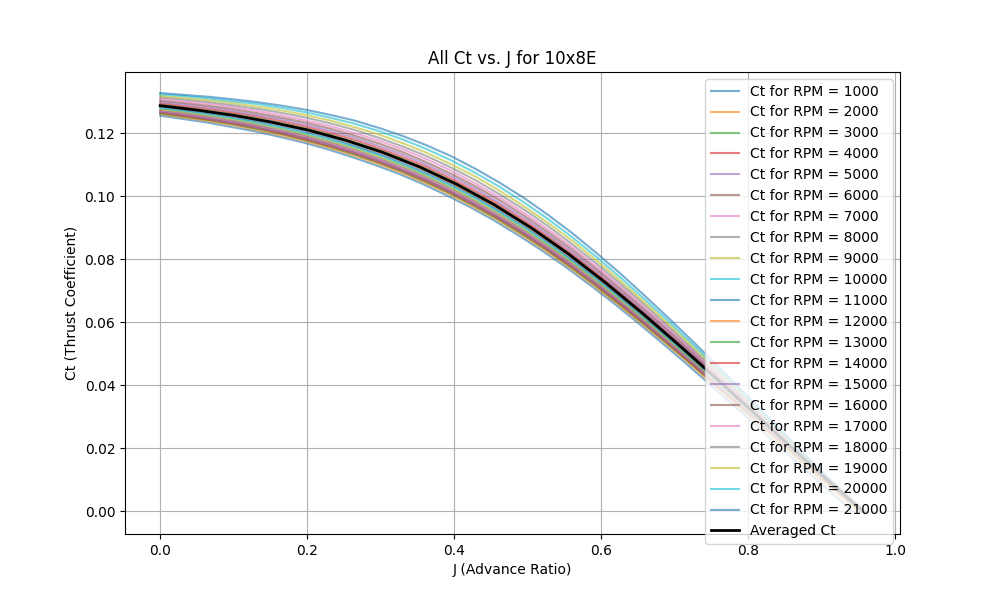 All Ct vs. J for 10x8E
Ct (Thrust Coefficient)
0.12
0.10
0.08
0.06
0.04
0.02
0.00
0.0
0.2
0.4
0.6
0.8
1.0
J (Advance Ratio)
Ct for RPM = 1000
Ct for RPM = 2000
Ct for RPM = 3000
Ct for RPM = 4000
Ct for RPM = 5000
Ct for RPM = 6000
Ct for RPM = 7000
Ct for RPM = 8000
Ct for RPM = 9000
Ct for RPM = 10000
Ct for RPM = 11000
Ct for RPM = 12000
Ct for RPM = 13000
Ct for RPM = 14000
Ct for RPM = 15000
Ct for RPM = 16000
Ct for RPM = 17000
Ct for RPM = 18000
Ct for RPM = 19000
Ct for RPM = 20000
Ct for RPM = 21000
Averaged Ct